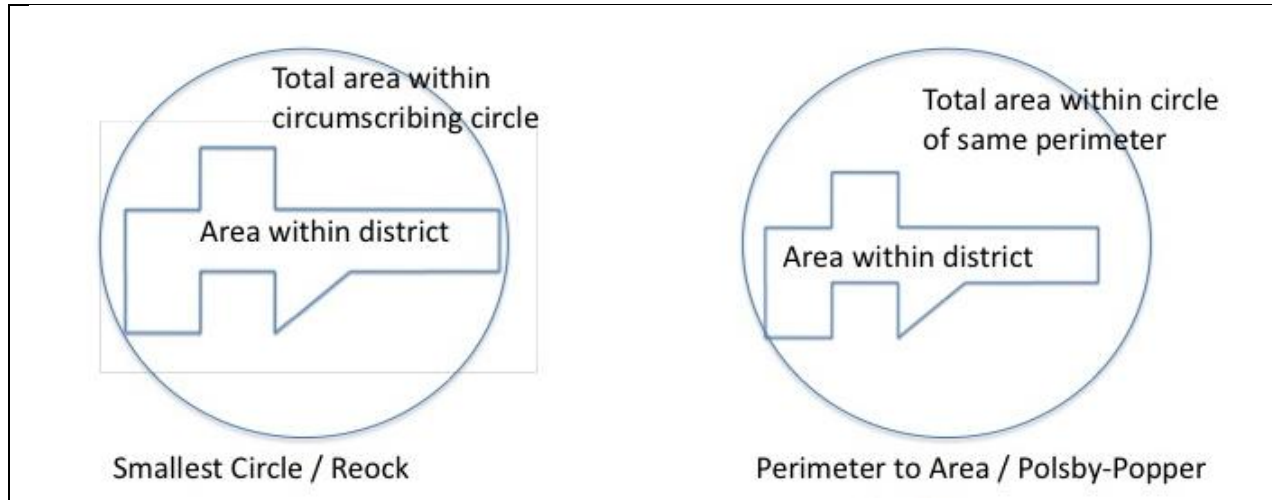 Total area within
circumscribing circle
Area within district
Smallest Circle / Reock
Total area within circle
of same perimeter
Area within district
Perimeter to Area / Polsby-Popper